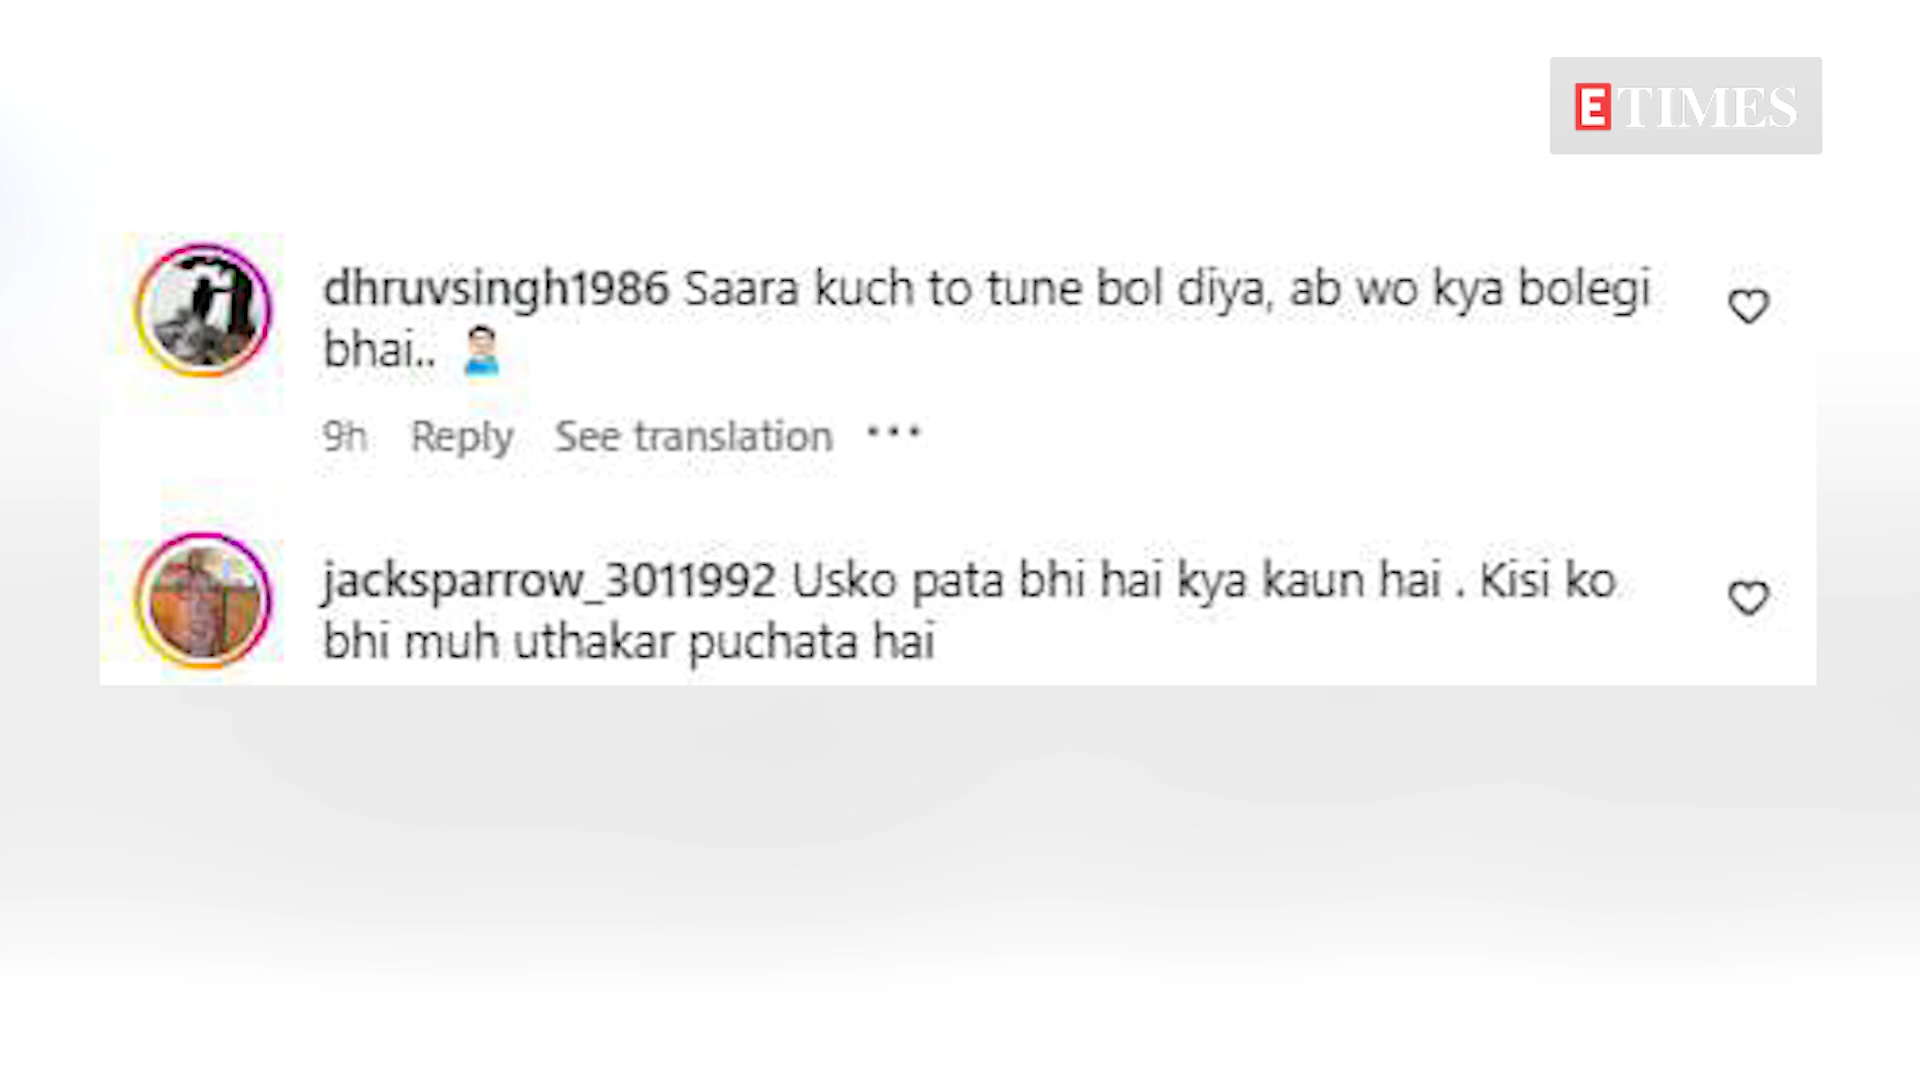 ETIMES
dhruvsingh1986 Saara kuch to tune bol diya, ab wo kya bolegi
bhai.. 🤦🏻‍♂️
9h Reply See translation •••
jacksparrow_3011992 Usko pata bhi hai kya kaun hai . Kisi ko
bhi muh uthakar puchata hai